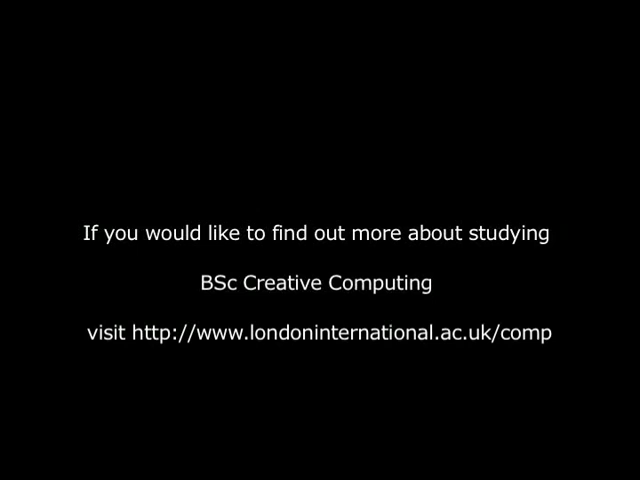 If you would like to find out more about studying
BSc Creative Computing
visit http://www.londoninternational.ac.uk/comp